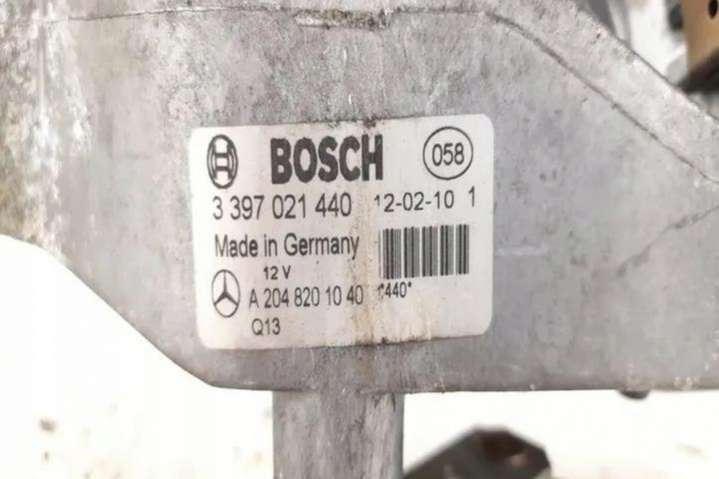 BOSCH 058
3 397 021 440 12-02-10 1
Made in Germany
12 V
A 204 820 10 40 *440*
Q13